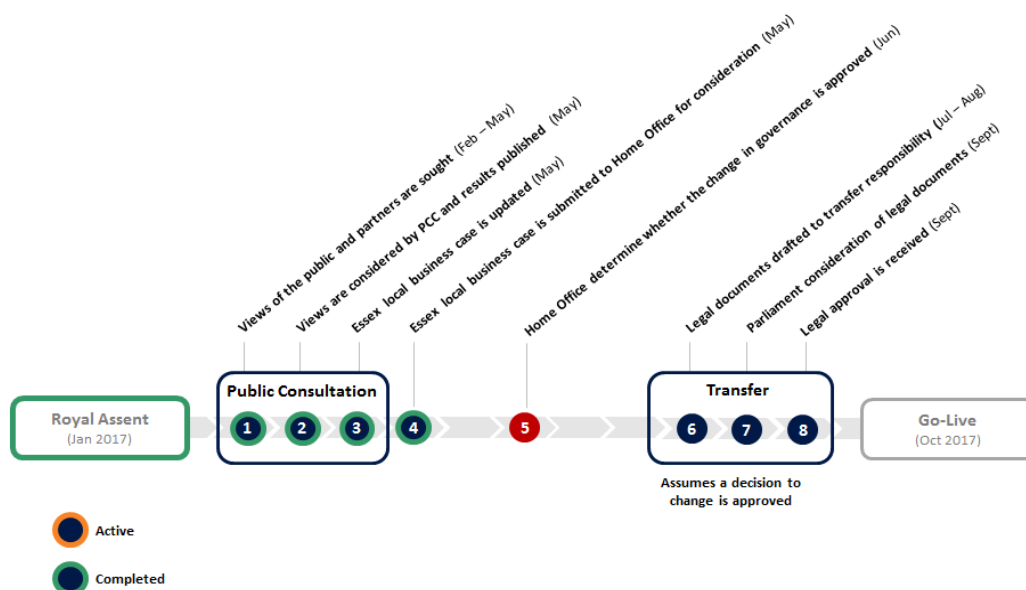 Views of the public and partners are sought (Feb – May)
Views are considered by PCC and results published (May)
Essex local business case is updated (May)
Essex local business case is submitted to Home Office for consideration (May)
Home Office determine whether the change in governance is approved (Jun)
Legal documents drafted to transfer responsibility (Jul – Aug)
Parliament consideration of legal documents (Sept)
Legal approval is received (Sept)
Royal Assent
(Jan 2017)
Public Consultation
1
2
3
4
5
Transfer
6
7
8
Go-Live
(Oct 2017)
Assumes a decision to
change is approved
Active
Completed